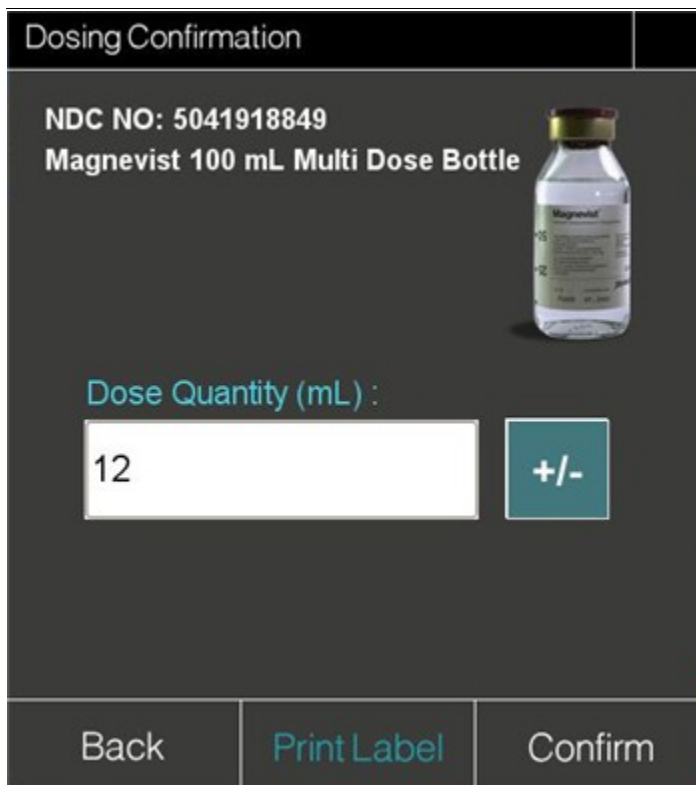 Dosing Confirmation
NDC NO: 5041918849
Magnevist 100 mL Multi Dose Bottle
Magnevist
Dose Quantity (mL) :
12
+/-
Back
Print Label
Confirm